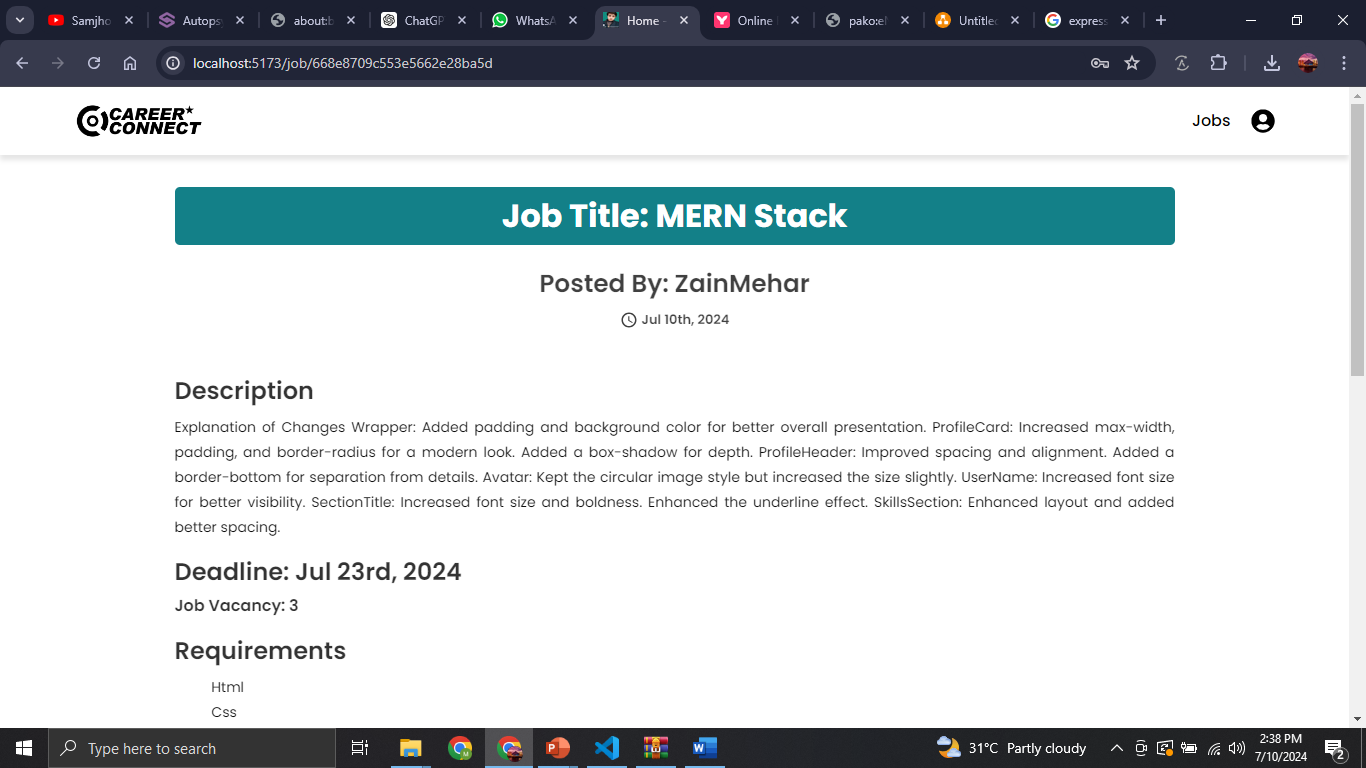 Samjho
Autopsy
about:b
ChatGP
WhatsA
Home -
Online
pako:eN
Untitled
express
localhost:5173/job/668e8709c553e5662e28ba5d
CAREER
CONNECT
Jobs
Job Title: MERN Stack
Posted By: ZainMehar
Jul 10th, 2024
Description
Explanation of Changes Wrapper: Added padding and background color for better overall presentation. ProfileCard: Increased max-width,
padding, and border-radius for a modern look. Added a box-shadow for depth. ProfileHeader: Improved spacing and alignment. Added a
border-bottom for separation from details. Avatar: Kept the circular image style but increased the size slightly. UserName: Increased font size
for better visibility. SectionTitle: Increased font size and boldness. Enhanced the underline effect. SkillsSection: Enhanced layout and added
better spacing.
Deadline: Jul 23rd, 2024
Job Vacancy: 3
Requirements
Html
Css
Type here to search
31°C Partly cloudy
2:38 PM
7/10/2024
2